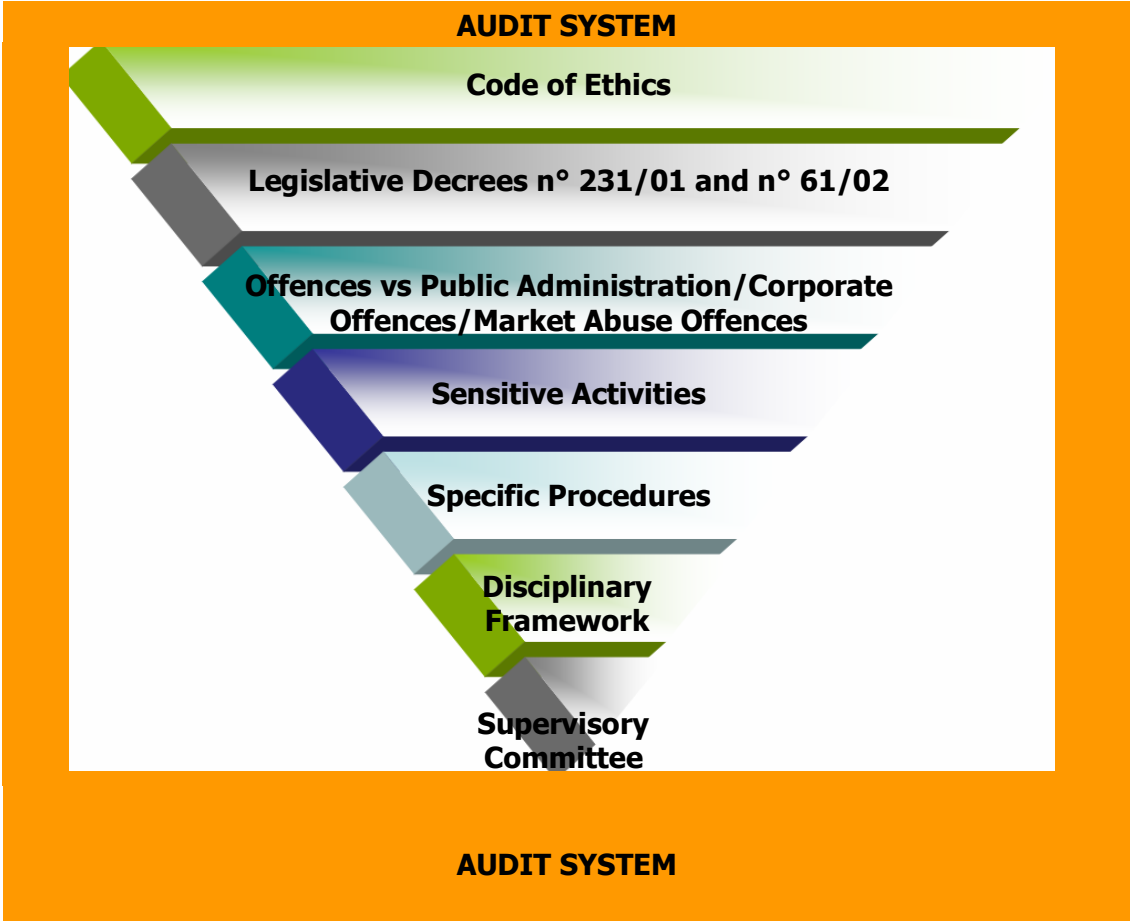 AUDIT SYSTEM
Code of Ethics
Legislative Decrees n° 231/01 and n° 61/02
Offences vs Public Administration/Corporate
Offences/Market Abuse Offences
Sensitive Activities
Specific Procedures
Disciplinary
Framework
Supervisory
Committee
AUDIT SYSTEM